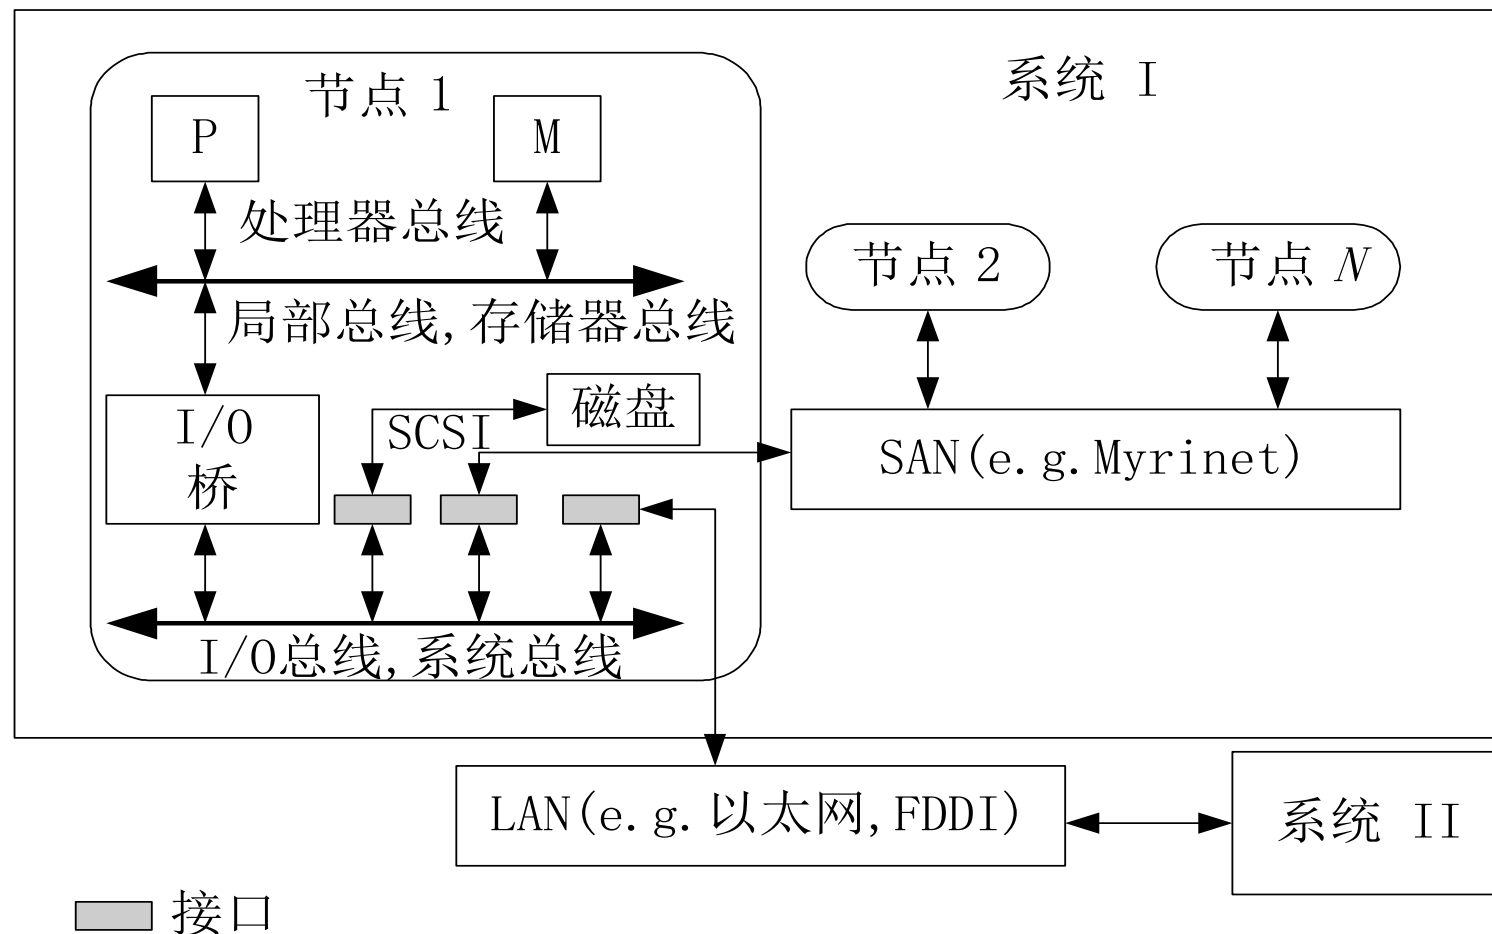 系统 I
节点 1
P
M
处理器总线
节点 2
节点 N
局部总线,存储器总线
磁盘
I/O
桥
SCSI
SAN(e.g.Myrinet)
I/O总线,系统总线
LAN(e.g.以太网,FDDI)
系统 II
接口